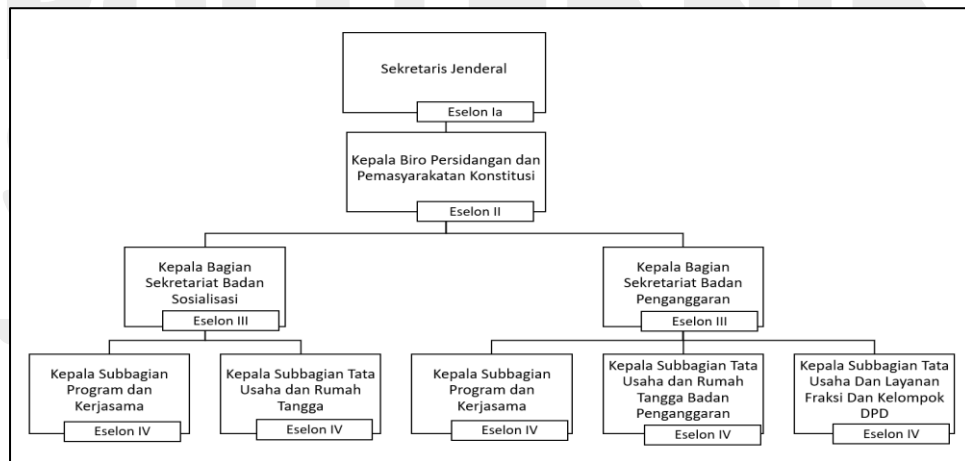 Sekretaris Jenderal
Eselon Ia
Kepala Biro Persidangan dan
Pemasyarakatan Konstitusi
Eselon II
Kepala Bagian
Sekretariat Badan
Sosialisasi
Eselon III
Kepala Bagian
Sekretariat Badan
Penganggaran
Eselon III
Kepala Subbagian
Program dan
Kerjasama
Eselon IV
Kepala Subbagian Tata
Usaha dan Rumah
Tangga
Eselon IV
Kepala Subbagian
Program dan
Kerjasama
Eselon IV
Kepala Subbagian Tata
Usaha dan Rumah
Tangga Badan
Penganggaran
Eselon IV
Kepala Subbagian Tata
Usaha Dan Layanan
Fraksi Dan Kelompok
DPD
Eselon IV